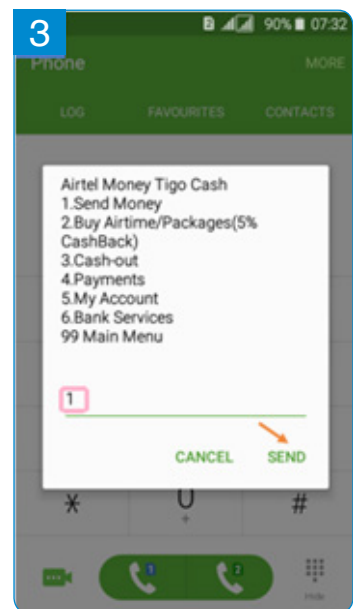 3
90% 07:32
Phone
MORE
LOG FAVOURITES CONTACTS
Airtel Money Tigo Cash
1.Send Money
2.Buy Airtime/Packages(5%
CashBack)
3.Cash-out
4.Payments
5.My Account
6.Bank Services
99 Main Menu
1
CANCEL SEND
* 0 #
+
1 2
Hide